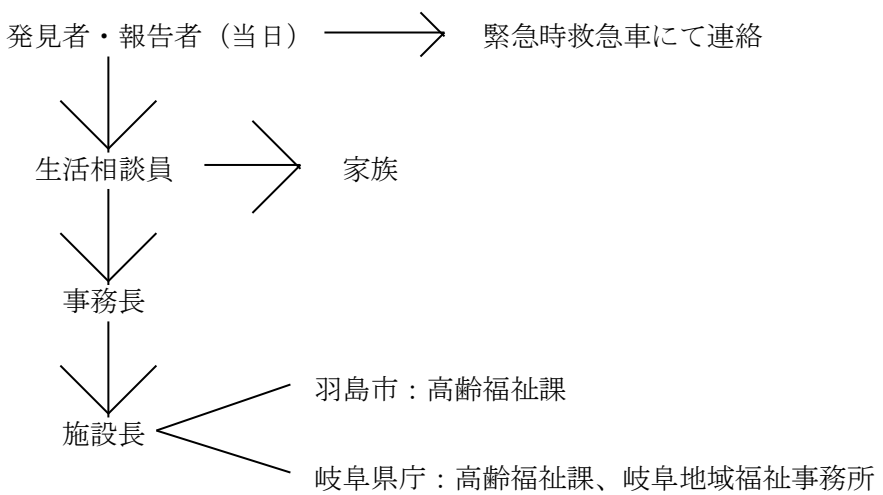 発見者・報告者（当日） 緊急時救急車にて連絡
生活相談員 家族
事務長
羽島市：高齢福祉課
施設長
岐阜県庁：高齢福祉課、岐阜地域福祉事務所